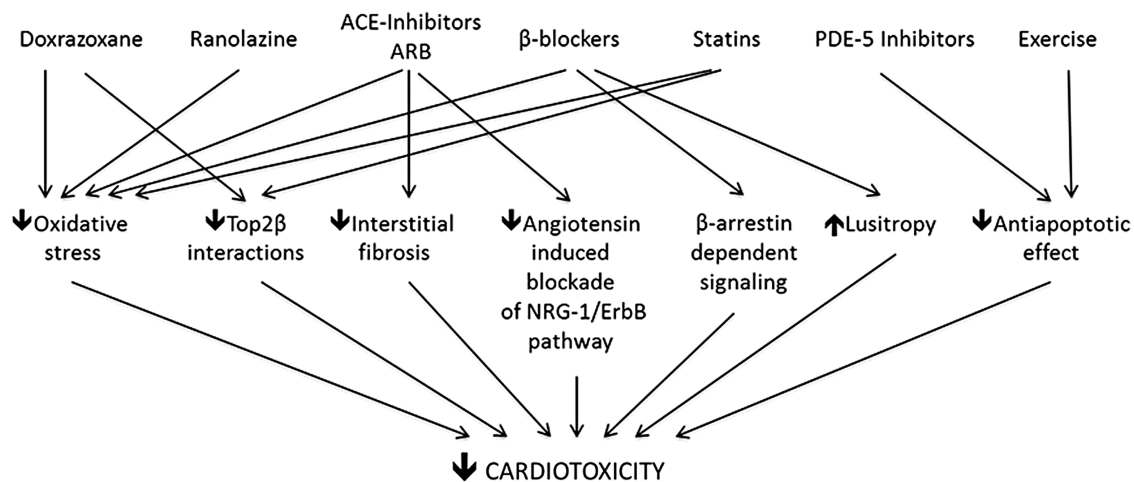 Doxrazoxane
Ranolazine
ACE-Inhibitors
ARB
β-blockers
Statins
PDE-5 Inhibitors
Exercise
↓Oxidative
stress
↓Top2β
interactions
↓Interstitial
fibrosis
↓Angiotensin
induced
blockade
of NRG-1/ErbB
pathway
β-arrestin
dependent
signaling
↑Lusitropy
↓Antiapoptotic
effect
↓ CARDIOTOXICITY